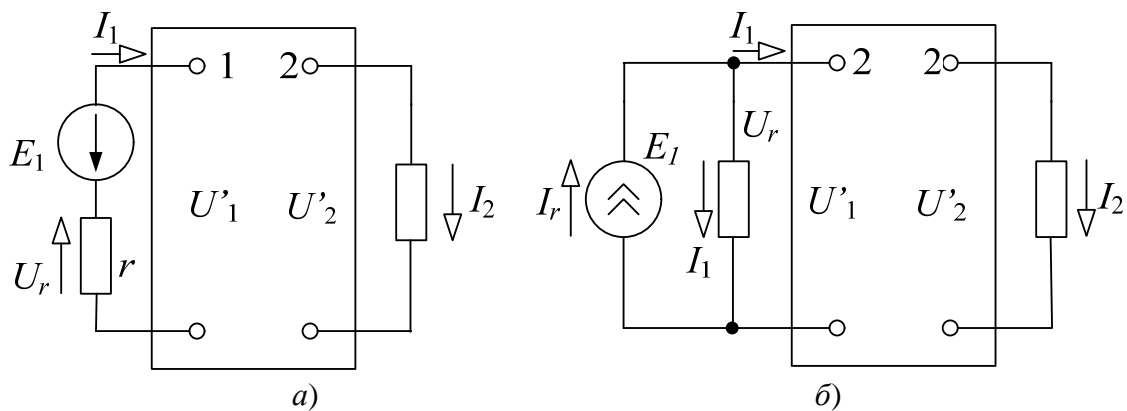 I₁
1
2
E₁
U'₁
U'₂
I₂
Uᵣ
r
а)
I₁
2
2
Uᵣ
E₁
Iᵣ
U'₁
U'₂
I₂
I₁
б)